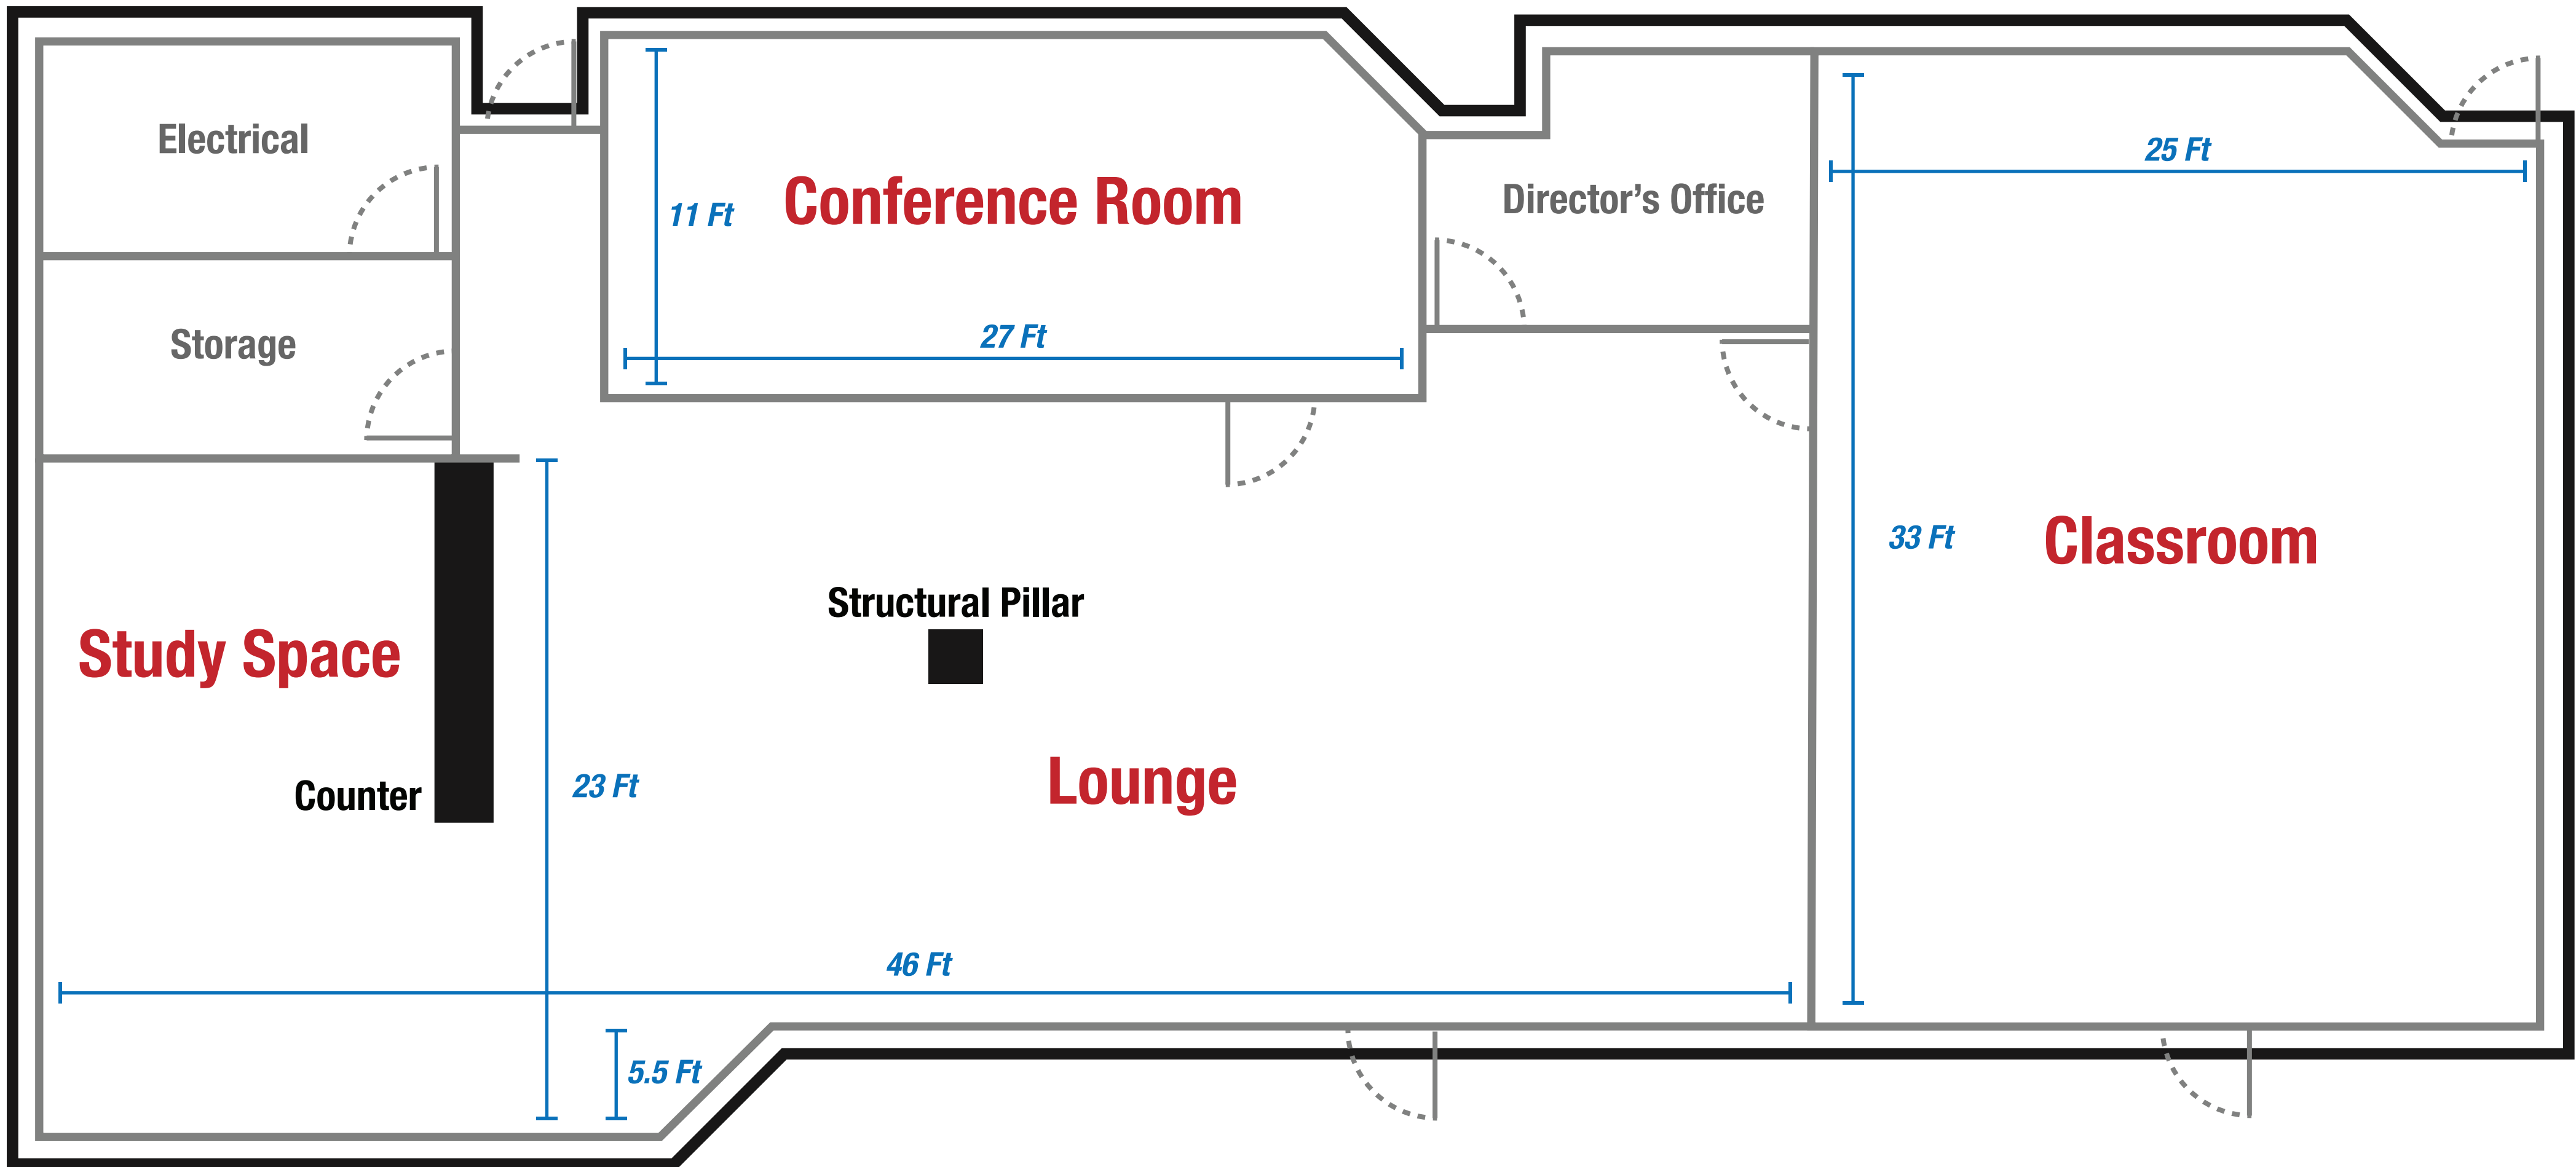 Electrical
25 Ft
Conference Room
Director’s Office
11 Ft
27 Ft
Storage
33 Ft
Classroom
Structural Pillar
Study Space
Lounge
23 Ft
Counter
46 Ft
5.5 Ft